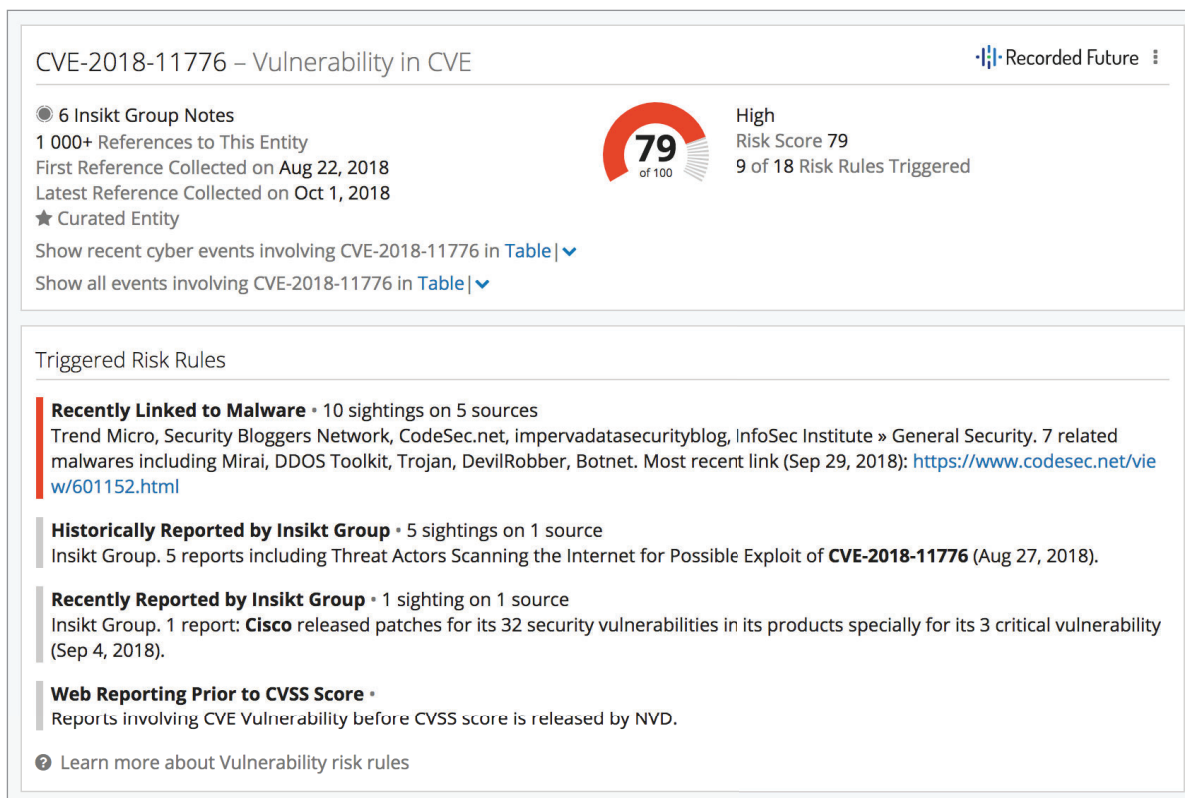 CVE-2018-11776 – Vulnerability in CVE
Recorded Future
6 Insikt Group Notes
1 000+ References to This Entity
First Reference Collected on Aug 22, 2018
Latest Reference Collected on Oct 1, 2018
Curated Entity
Show recent cyber events involving CVE-2018-11776 in Table|
Show all events involving CVE-2018-11776 in Table|
79
of 100
High
Risk Score 79
9 of 18 Risk Rules Triggered
Triggered Risk Rules
Recently Linked to Malware • 10 sightings on 5 sources
Trend Micro, Security Bloggers Network, CodeSec.net, impervadatasecurityblog, InfoSec Institute » General Security. 7 related
malwares including Mirai, DDOS Toolkit, Trojan, DevilRobber, Botnet. Most recent link (Sep 29, 2018): https://www.codesec.net/vie
w/601152.html
Historically Reported by Insikt Group • 5 sightings on 1 source
Insikt Group. 5 reports including Threat Actors Scanning the Internet for Possible Exploit of CVE-2018-11776 (Aug 27, 2018).
Recently Reported by Insikt Group • 1 sighting on 1 source
Insikt Group. 1 report: Cisco released patches for its 32 security vulnerabilities in its products specially for its 3 critical vulnerability
(Sep 4, 2018).
Web Reporting Prior to CVSS Score •
Reports involving CVE Vulnerability before CVSS score is released by NVD.
? Learn more about Vulnerability risk rules